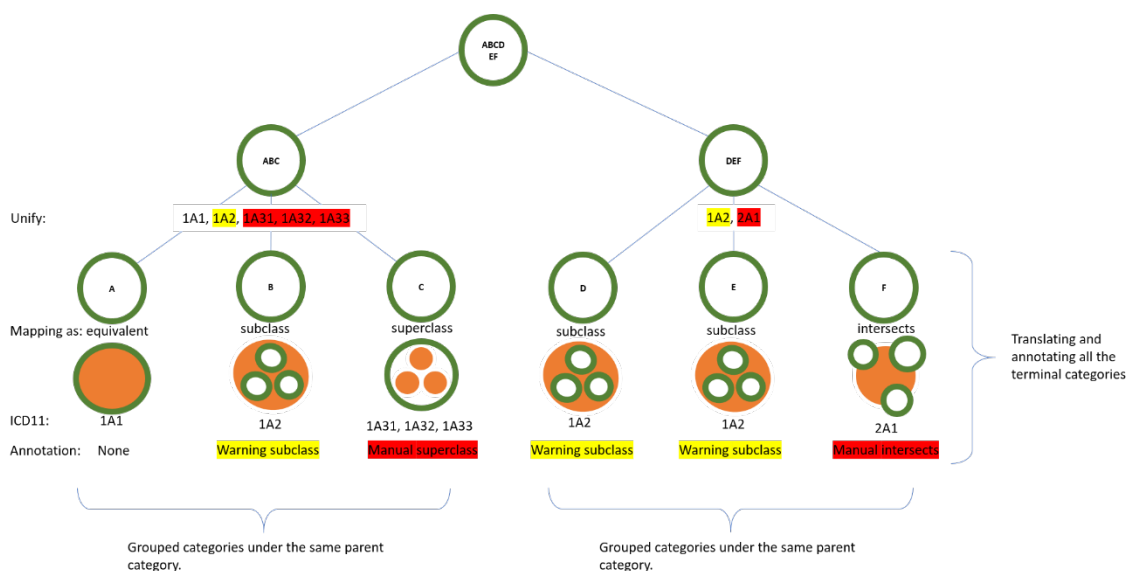 ABCD
EF
ABC
DEF
Unify:
1A1, 1A2, 1A31, 1A32, 1A33
1A2, 2A1
A
B
C
D
E
F
Mapping as: equivalent
subclass
superclass
subclass
subclass
intersects
Translating and
annotating all the
terminal categories
ICD11:
1A1
1A2
1A31, 1A32, 1A33
1A2
1A2
2A1
Annotation:
None
Warning subclass
Manual superclass
Warning subclass
Warning subclass
Manual intersects
Grouped categories under the same parent
category.
Grouped categories under the same parent
category.